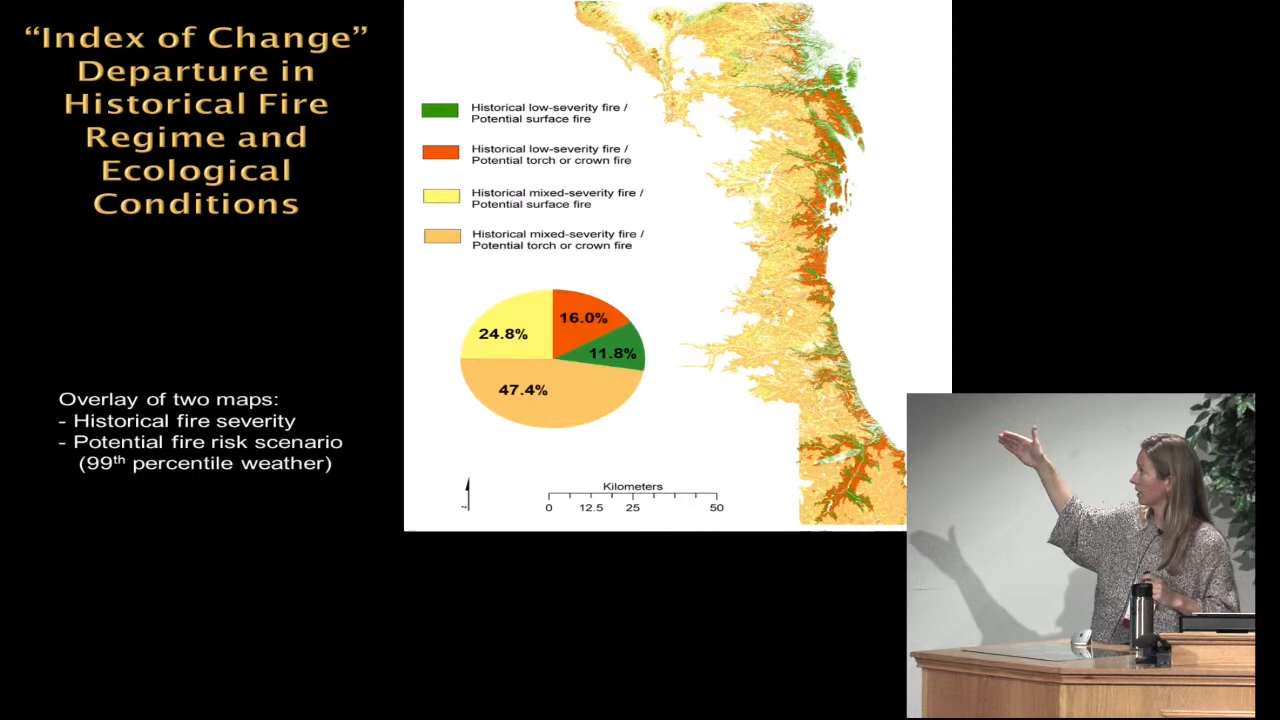 “Index of Change”
Departure in
Historical Fire
Regime and
Ecological
Conditions
Overlay of two maps:
- Historical fire severity
- Potential fire risk scenario
(99th percentile weather)
Historical low-severity fire /
Potential surface fire
Historical low-severity fire /
Potential torch or crown fire
Historical mixed-severity fire /
Potential surface fire
Historical mixed-severity fire /
Potential torch or crown fire
16.0%
24.8%
11.8%
47.4%
Kilometers
0 12.5 25 50